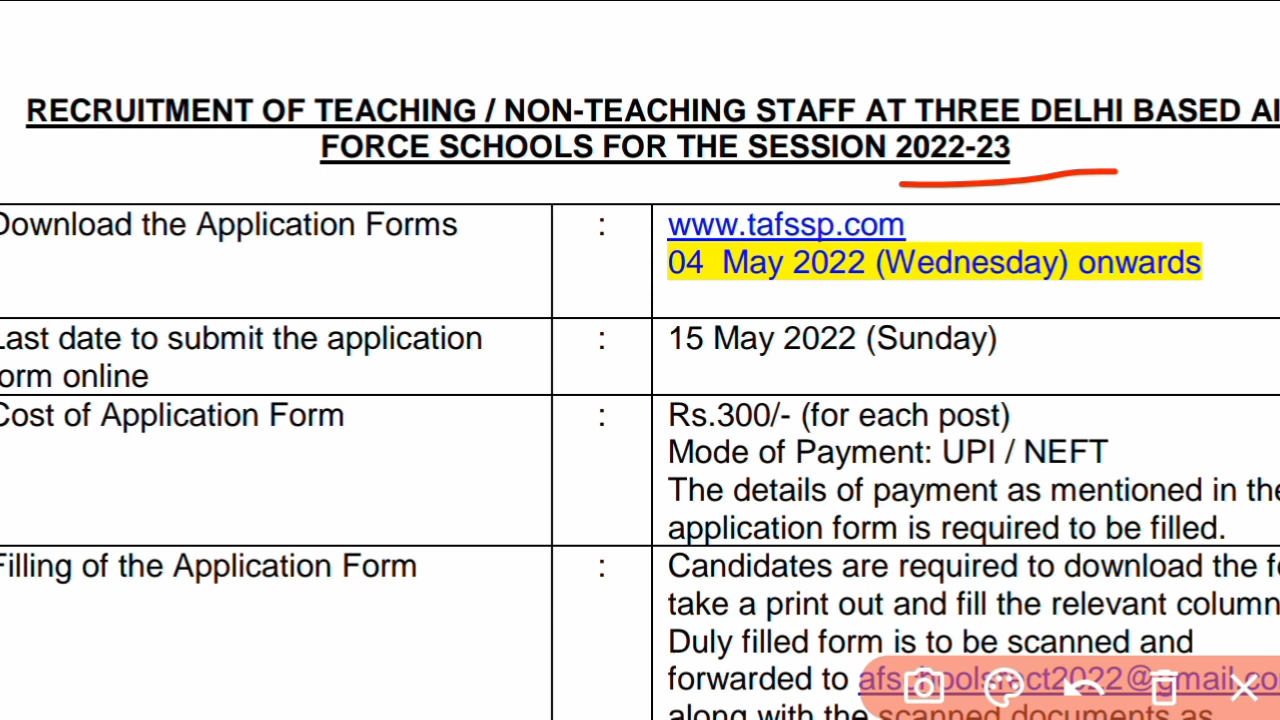 RECRUITMENT OF TEACHING / NON-TEACHING STAFF AT THREE DELHI BASED AI
FORCE SCHOOLS FOR THE SESSION 2022-23
Download the Application Forms : www.tafssp.com
04 May 2022 (Wednesday) onwards
Last date to submit the application : 15 May 2022 (Sunday)
form online
Cost of Application Form : Rs.300/- (for each post)
Mode of Payment: UPI / NEFT
The details of payment as mentioned in the
application form is required to be filled.
Filling of the Application Form : Candidates are required to download the fo
take a print out and fill the relevant column
Duly filled form is to be scanned and
forwarded to
along with the scanned documents as